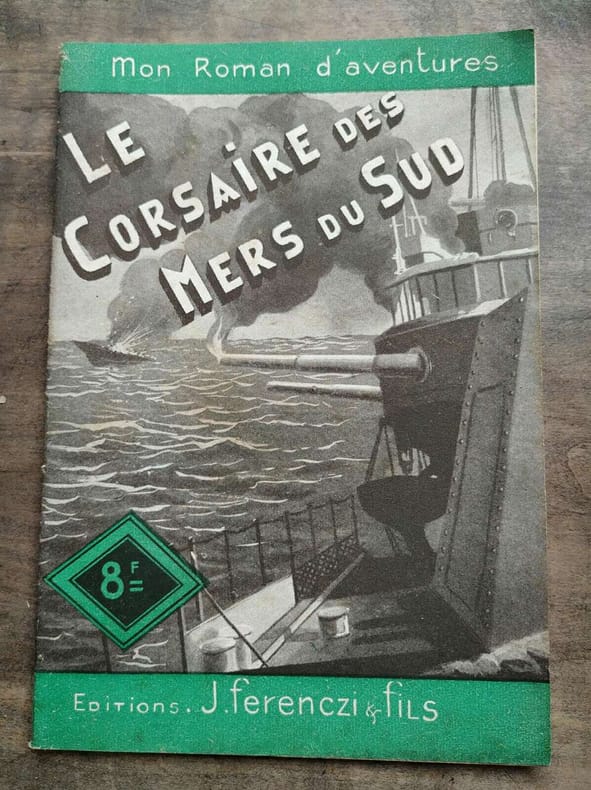 Mon Roman d'aventures
LE
CORSAIRE DES
MERS DU SUD
8F=
EDITIONS. J. ferenczi & fils